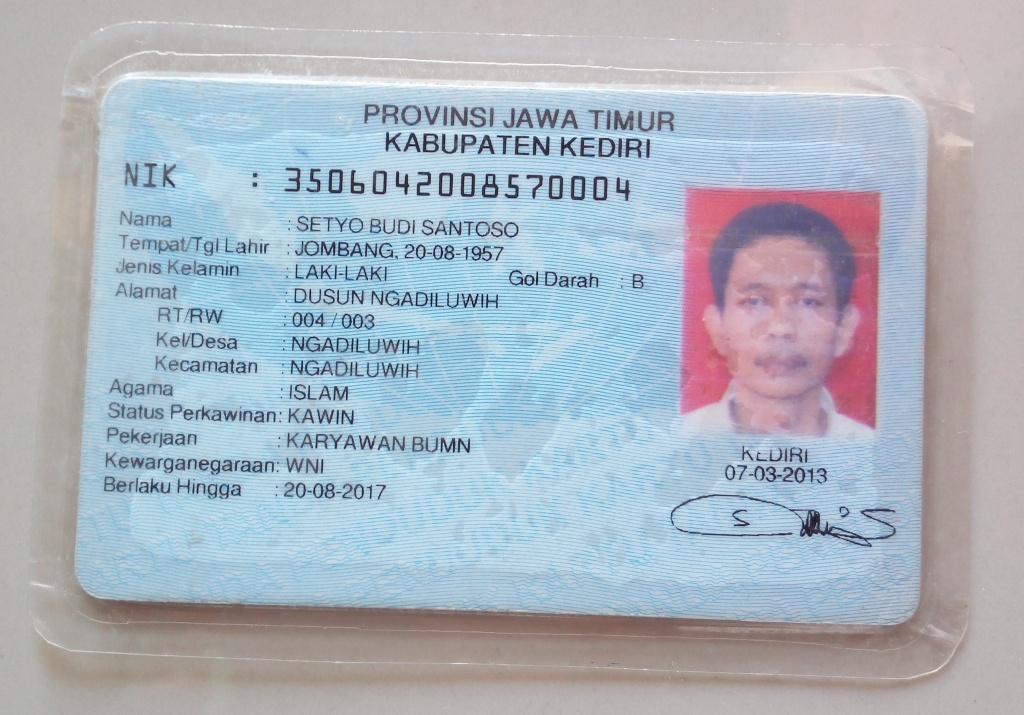 PROVINSI JAWA TIMUR
KABUPATEN KEDIRI
NIK : 3506042008570004
Nama : SETYO BUDI SANTOSO
Tempat/Tgl Lahir : JOMBANG, 20-08-1957
Jenis Kelamin : LAKI-LAKI Gol Darah : B
Alamat : DUSUN NGADILUWIH
RT/RW : 004 / 003
Kel/Desa : NGADILUWIH
Kecamatan : NGADILUWIH
Agama : ISLAM
Status Perkawinan: KAWIN
Pekerjaan : KARYAWAN BUMN
Kewarganegaraan: WNI
Berlaku Hingga : 20-08-2017
KEDIRI
07-03-2013